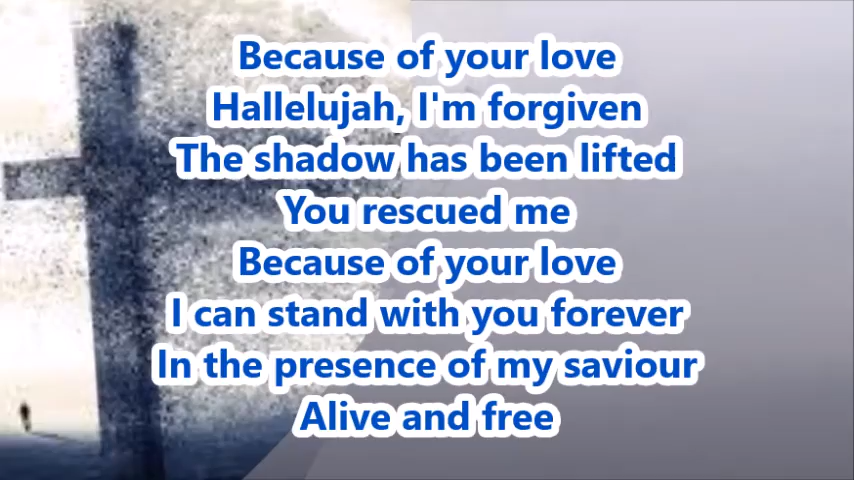 Because of your love
Hallelujah, I'm forgiven
The shadow has been lifted
You rescued me
Because of your love
I can stand with you forever
In the presence of my saviour
Alive and free